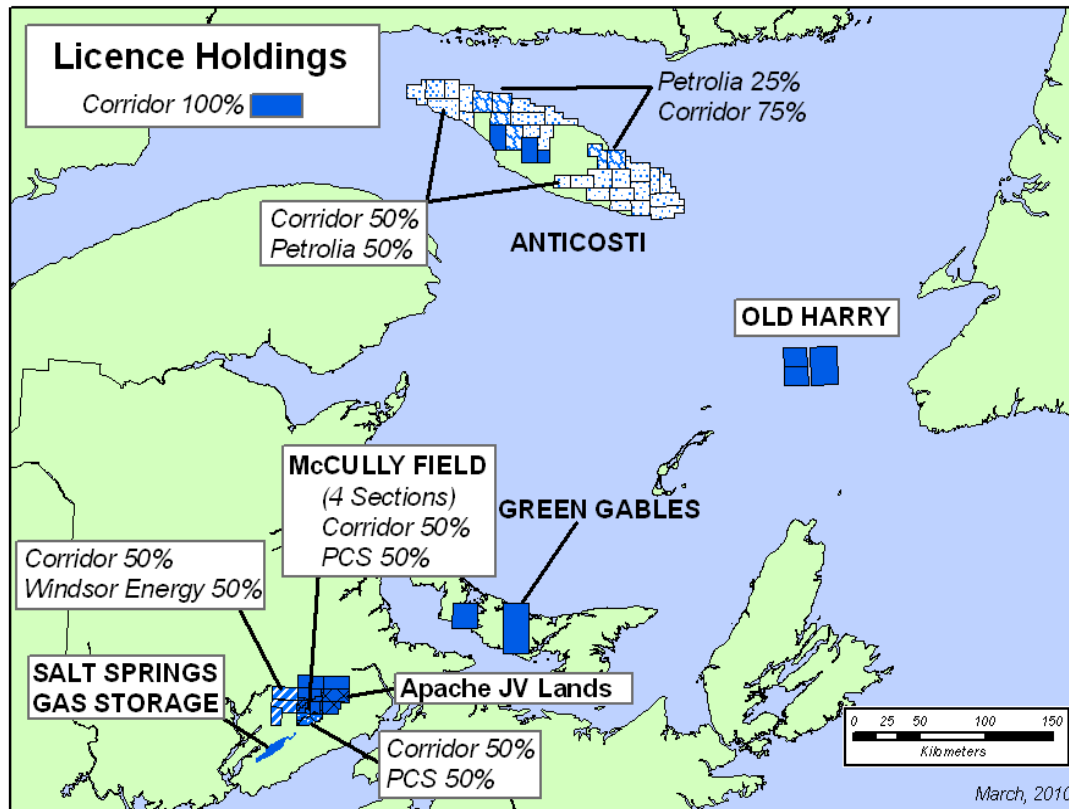 Licence Holdings
Corridor 100%
Petrolia 25%
Corridor 75%
Corridor 50%
Petrolia 50%
ANTICOSTI
OLD HARRY
McCULLY FIELD
(4 Sections)
Corridor 50%
PCS 50%
GREEN GABLES
Corridor 50%
Windsor Energy 50%
SALT SPRINGS
GAS STORAGE
Apache JV Lands
Corridor 50%
PCS 50%
0 25 50 100 150
Kilometers
March, 2010